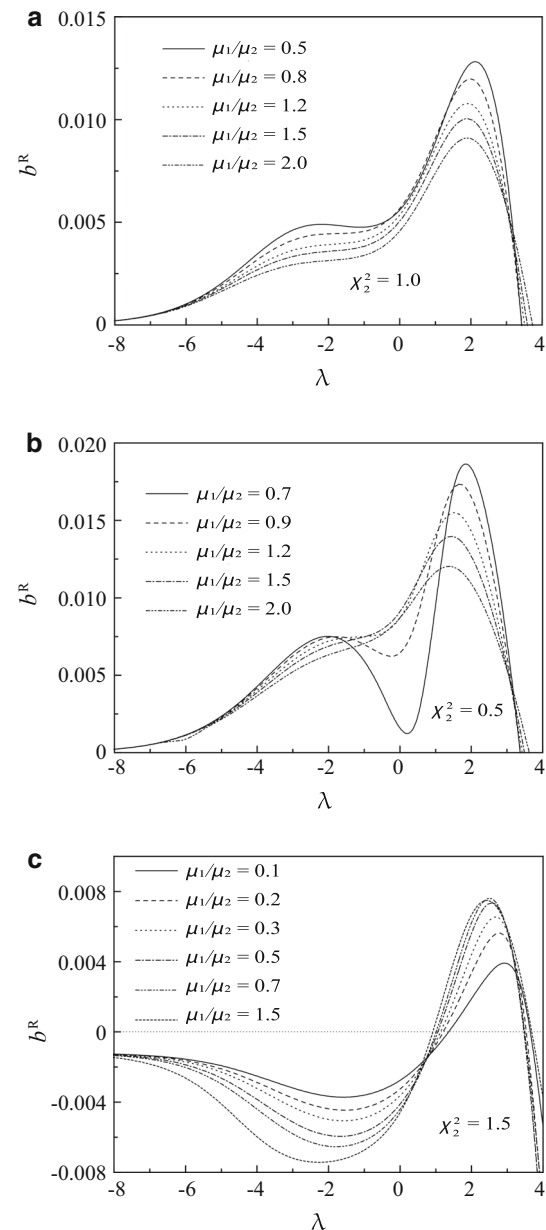 a
0.015
0.010
0.005
0
bᴿ
μ₁/μ₂ = 0.5
μ₁/μ₂ = 0.8
μ₁/μ₂ = 1.2
μ₁/μ₂ = 1.5
μ₁/μ₂ = 2.0
χ₂² = 1.0
-8 -6 -4 -2 0 2 4
λ
b
0.020
0.015
0.010
0.005
0
bᴿ
μ₁/μ₂ = 0.7
μ₁/μ₂ = 0.9
μ₁/μ₂ = 1.2
μ₁/μ₂ = 1.5
μ₁/μ₂ = 2.0
χ₂² = 0.5
-8 -6 -4 -2 0 2 4
λ
c
0.008
0.004
0
-0.004
-0.008
bᴿ
μ₁/μ₂ = 0.1
μ₁/μ₂ = 0.2
μ₁/μ₂ = 0.3
μ₁/μ₂ = 0.5
μ₁/μ₂ = 0.7
μ₁/μ₂ = 1.5
χ₂² = 1.5
-8 -6 -4 -2 0 2 4
λ